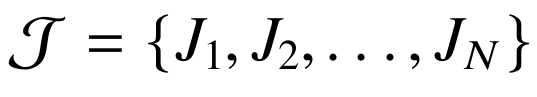 𝒥 = {J₁, J₂, . . . , J_N}